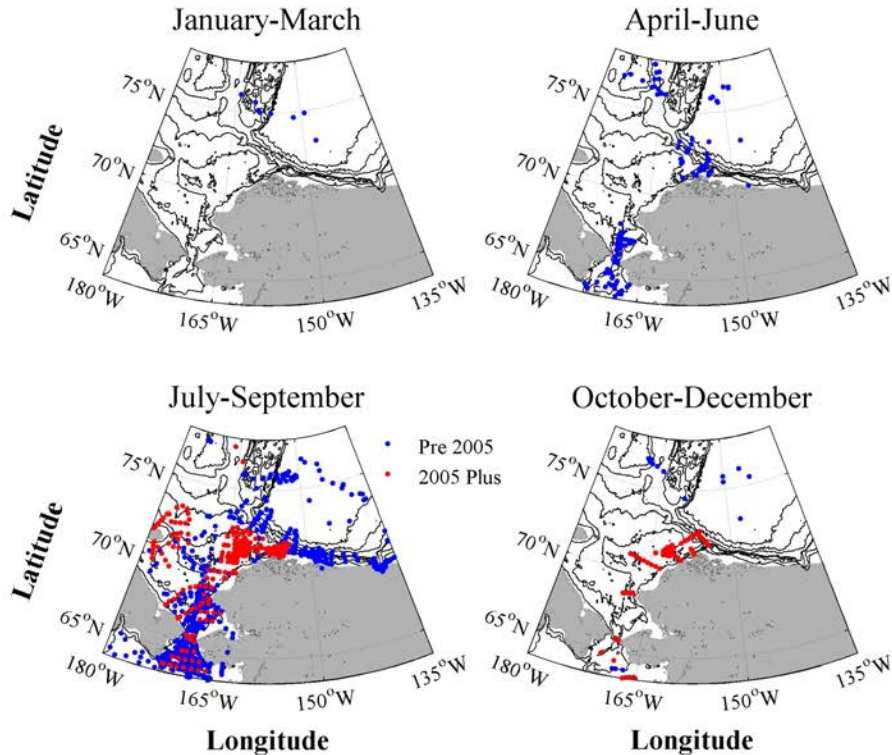 January-March
April-June
75°N
75°N
70°N
70°N
Latitude
65°N
65°N
180°W
165°W
150°W
135°W
180°W
165°W
150°W
135°W
July-September
October-December
Pre 2005
2005 Plus
75°N
75°N
70°N
70°N
Latitude
65°N
65°N
180°W
165°W
150°W
135°W
180°W
165°W
150°W
135°W
Longitude
Longitude